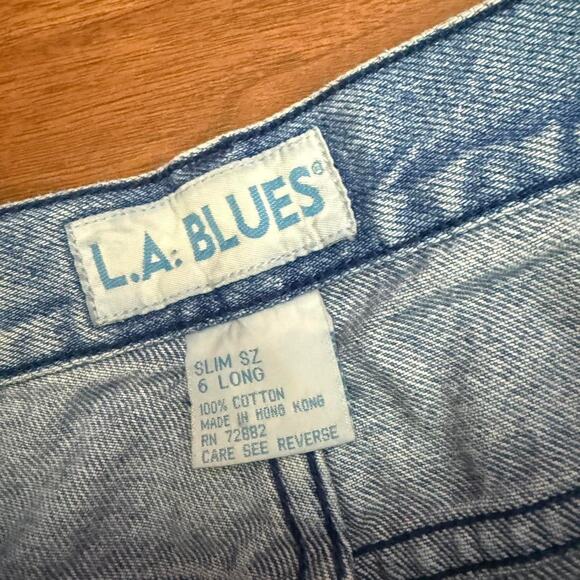 L.A. BLUES®
SLIM SZ
6 LONG
100% COTTON
MADE IN HONG KONG
RN 72882
CARE SEE REVERSE